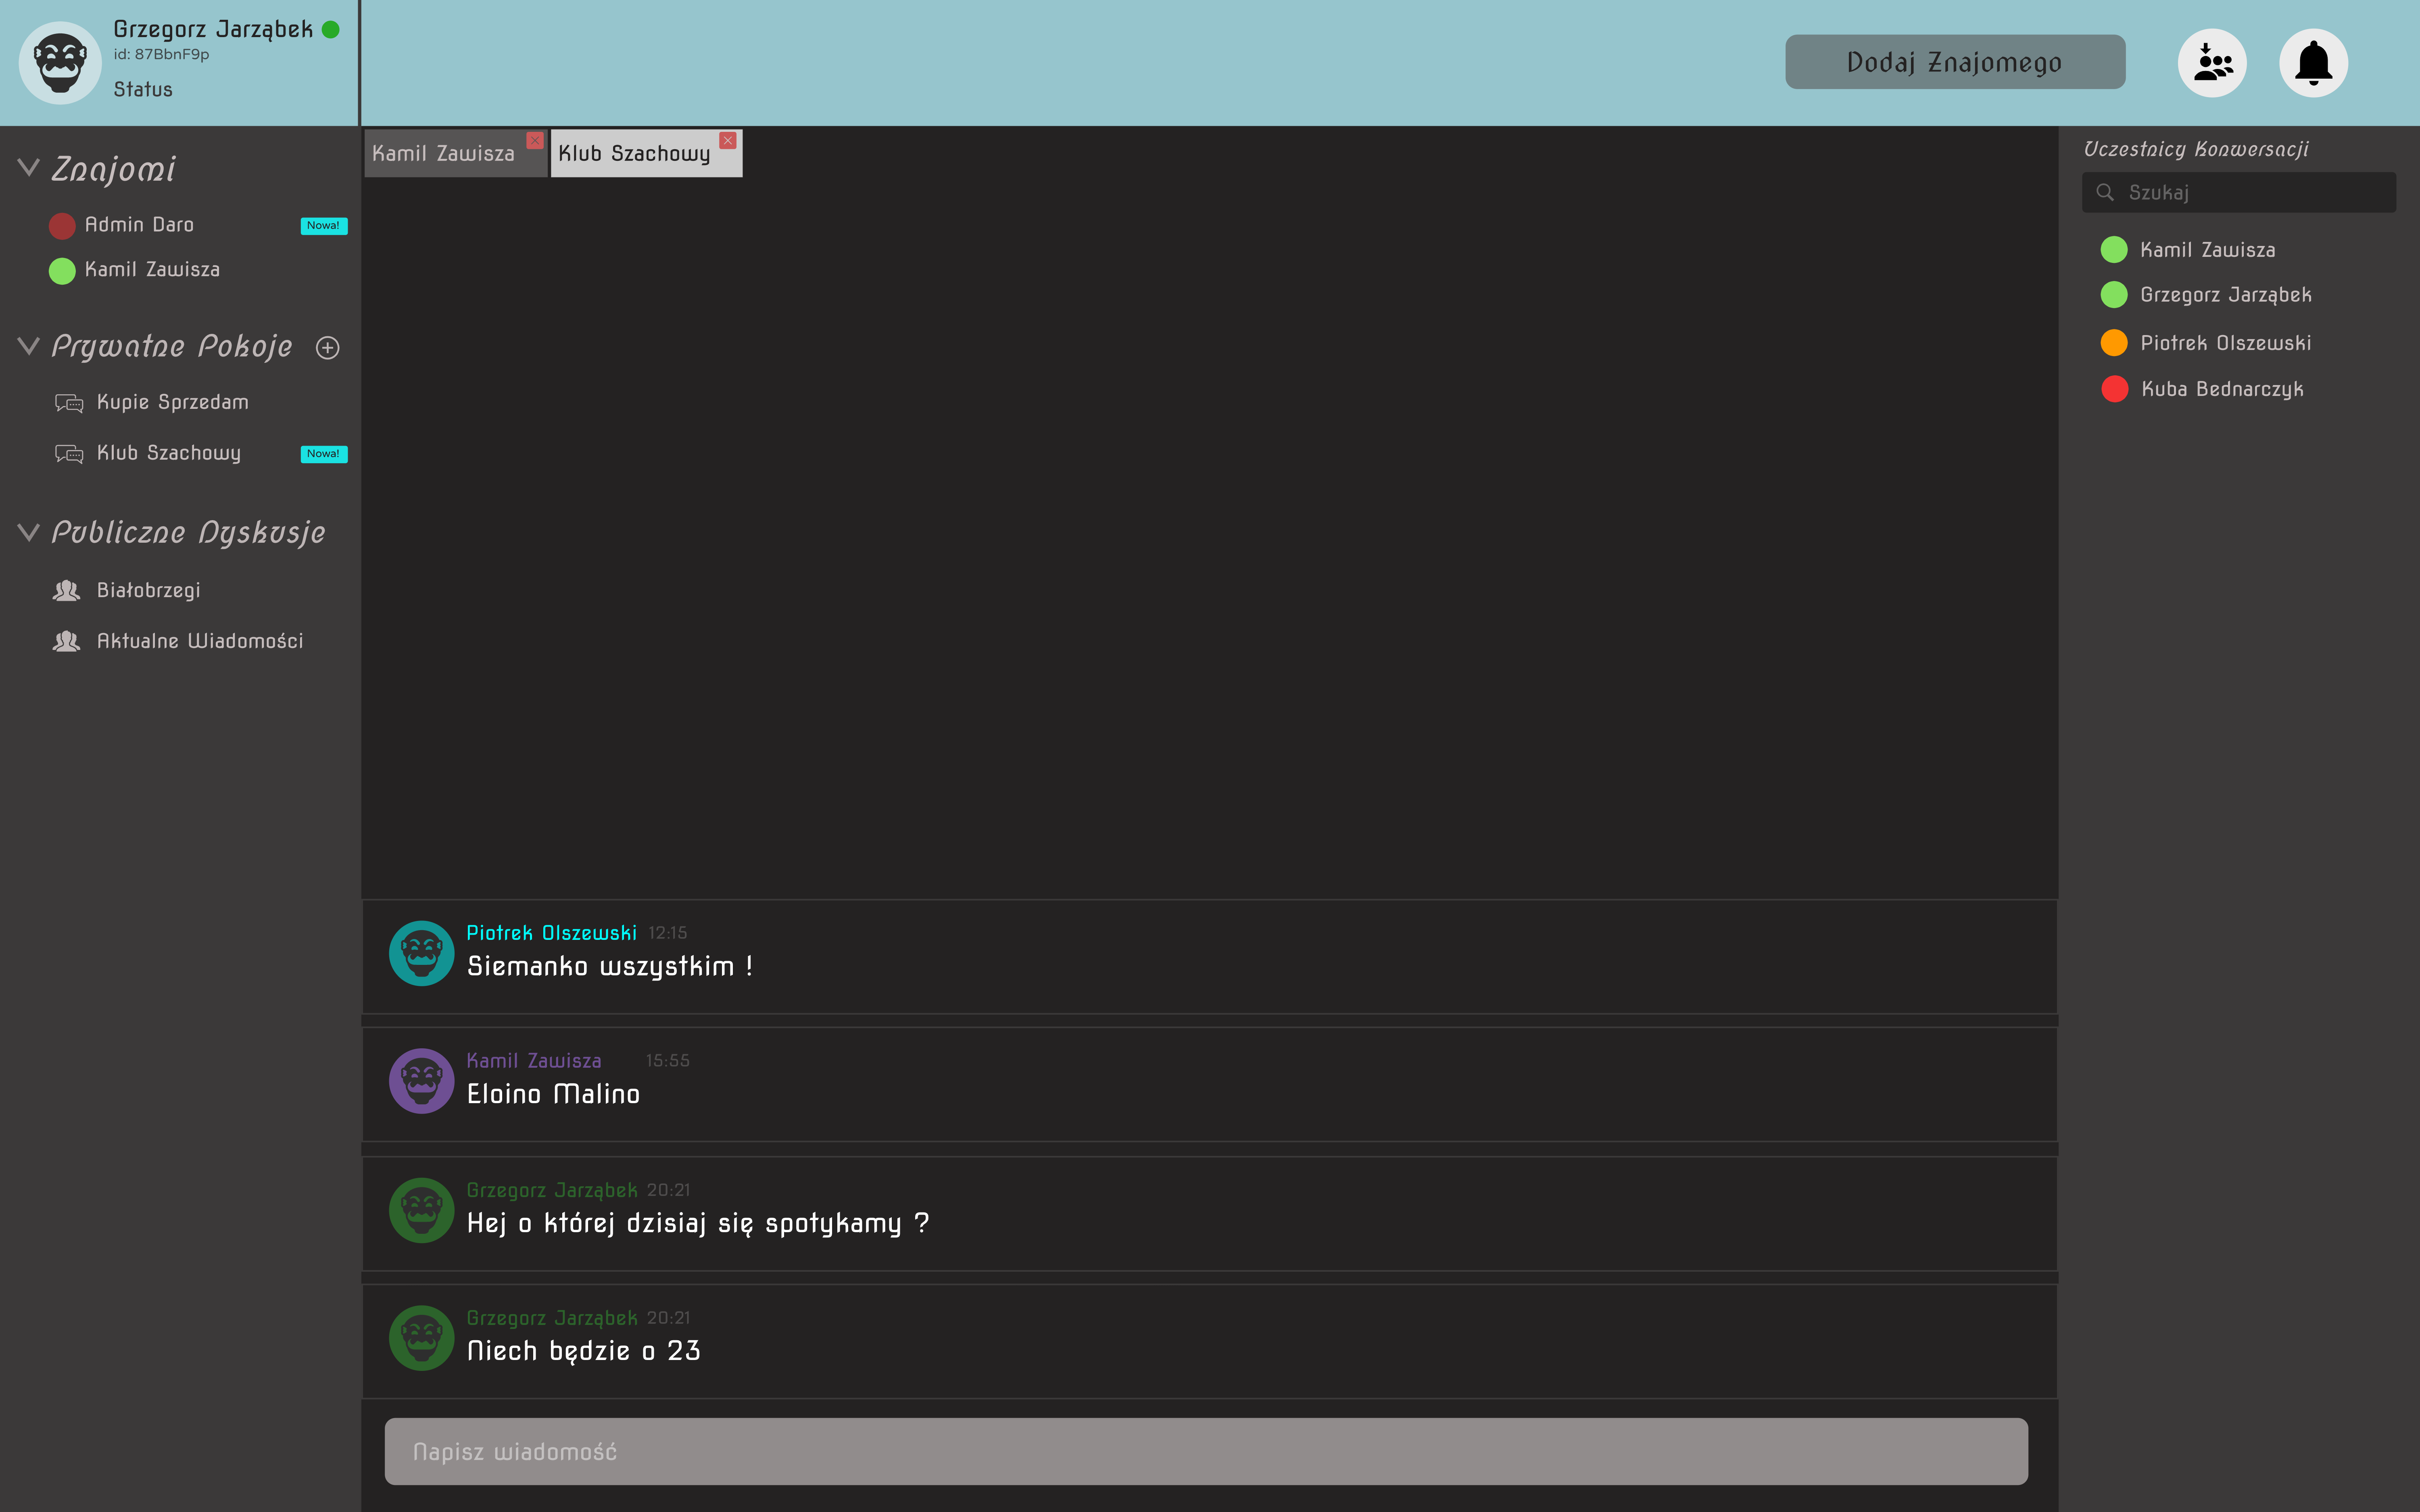 Grzegorz Jarząbek
id: 87BbnF9p
Status
Dodaj Znajomego
Znajomi
Admin Daro
Nowa!
Kamil Zawisza
Prywatne Pokoje
Kupie Sprzedam
Klub Szachowy
Nowa!
Publiczne Dyskusje
Białobrzegi
Aktualne Wiadomości
Kamil Zawisza
Klub Szachowy
Piotrek Olszewski 12:15
Siemanko wszystkim !
Kamil Zawisza 15:55
Eloino Malino
Grzegorz Jarząbek 20:21
Hej o której dzisiaj się spotykamy ?
Grzegorz Jarząbek 20:21
Niech będzie o 23
Napisz wiadomość
Uczestnicy Konwersacji
Szukaj
Kamil Zawisza
Grzegorz Jarząbek
Piotrek Olszewski
Kuba Bednarczyk